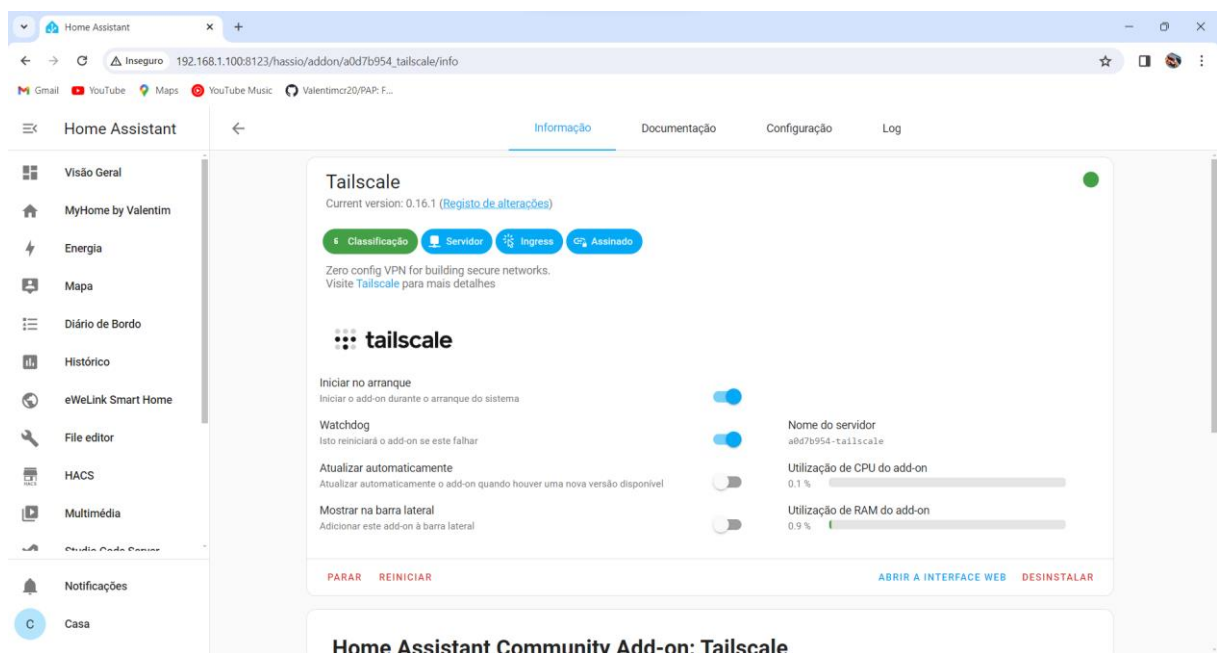 Home Assistant
Inseguro 192.168.1.100:8123/hassio/addon/a0d7b954_tailscale/info
Gmail YouTube Maps YouTube Music Valentimcr20/PAP: F...
Home Assistant
Informação Documentação Configuração Log
Visão Geral
MyHome by Valentim
Energia
Mapa
Diário de Bordo
Histórico
eWeLink Smart Home
File editor
HACS
HACS
Multimédia
Studio Code Server
Notificações
C Casa
Tailscale
Current version: 0.16.1 (Registo de alterações)
6 Classificação Servidor Ingress Assinado
Zero config VPN for building secure networks.
Visite Tailscale para mais detalhes
tailscale
Iniciar no arranque
Iniciar o add-on durante o arranque do sistema
Watchdog
Isto reiniciará o add-on se este falhar
Atualizar automaticamente
Atualizar automaticamente o add-on quando houver uma nova versão disponível
Mostrar na barra lateral
Adicionar este add-on à barra lateral
Nome do servidor
a0d7b954-tailscale
Utilização de CPU do add-on
0.1 %
Utilização de RAM do add-on
0.9 %
PARAR REINICIAR ABRIR A INTERFACE WEB DESINSTALAR
Home Assistant Community Add-on: Tailscale